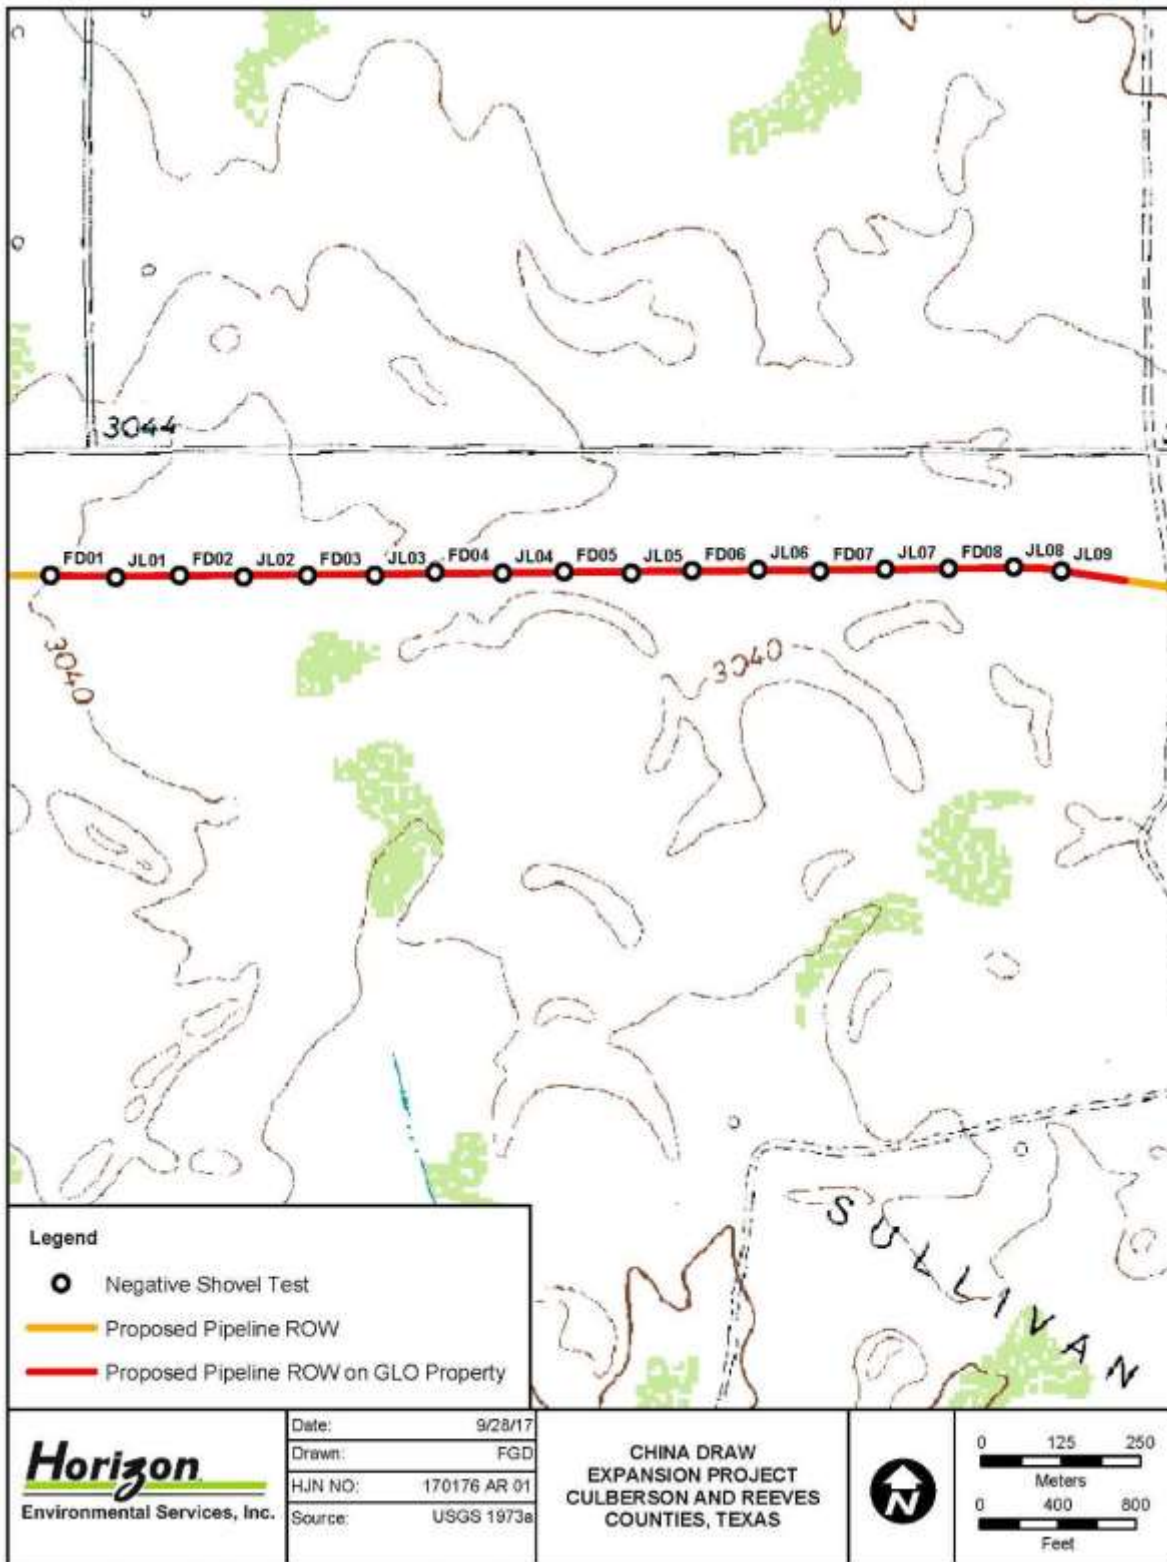 3044
FD01 JL01 FD02 JL02 FD03 JL03 FD04 JL04 FD05 JL05 FD06 JL06 FD07 JL07 FD08 JL08 JL09
3040
3040
SULLIVAN
Legend
Negative Shovel Test
Proposed Pipeline ROW
Proposed Pipeline ROW on GLO Property
Horizon
Environmental Services, Inc.
Date: 9/28/17
Drawn: FGD
HJN NO: 170176 AR 01
Source: USGS 1973a
CHINA DRAW
EXPANSION PROJECT
CULBERSON AND REEVES
COUNTIES, TEXAS
N
0 125 250
Meters
0 400 800
Feet